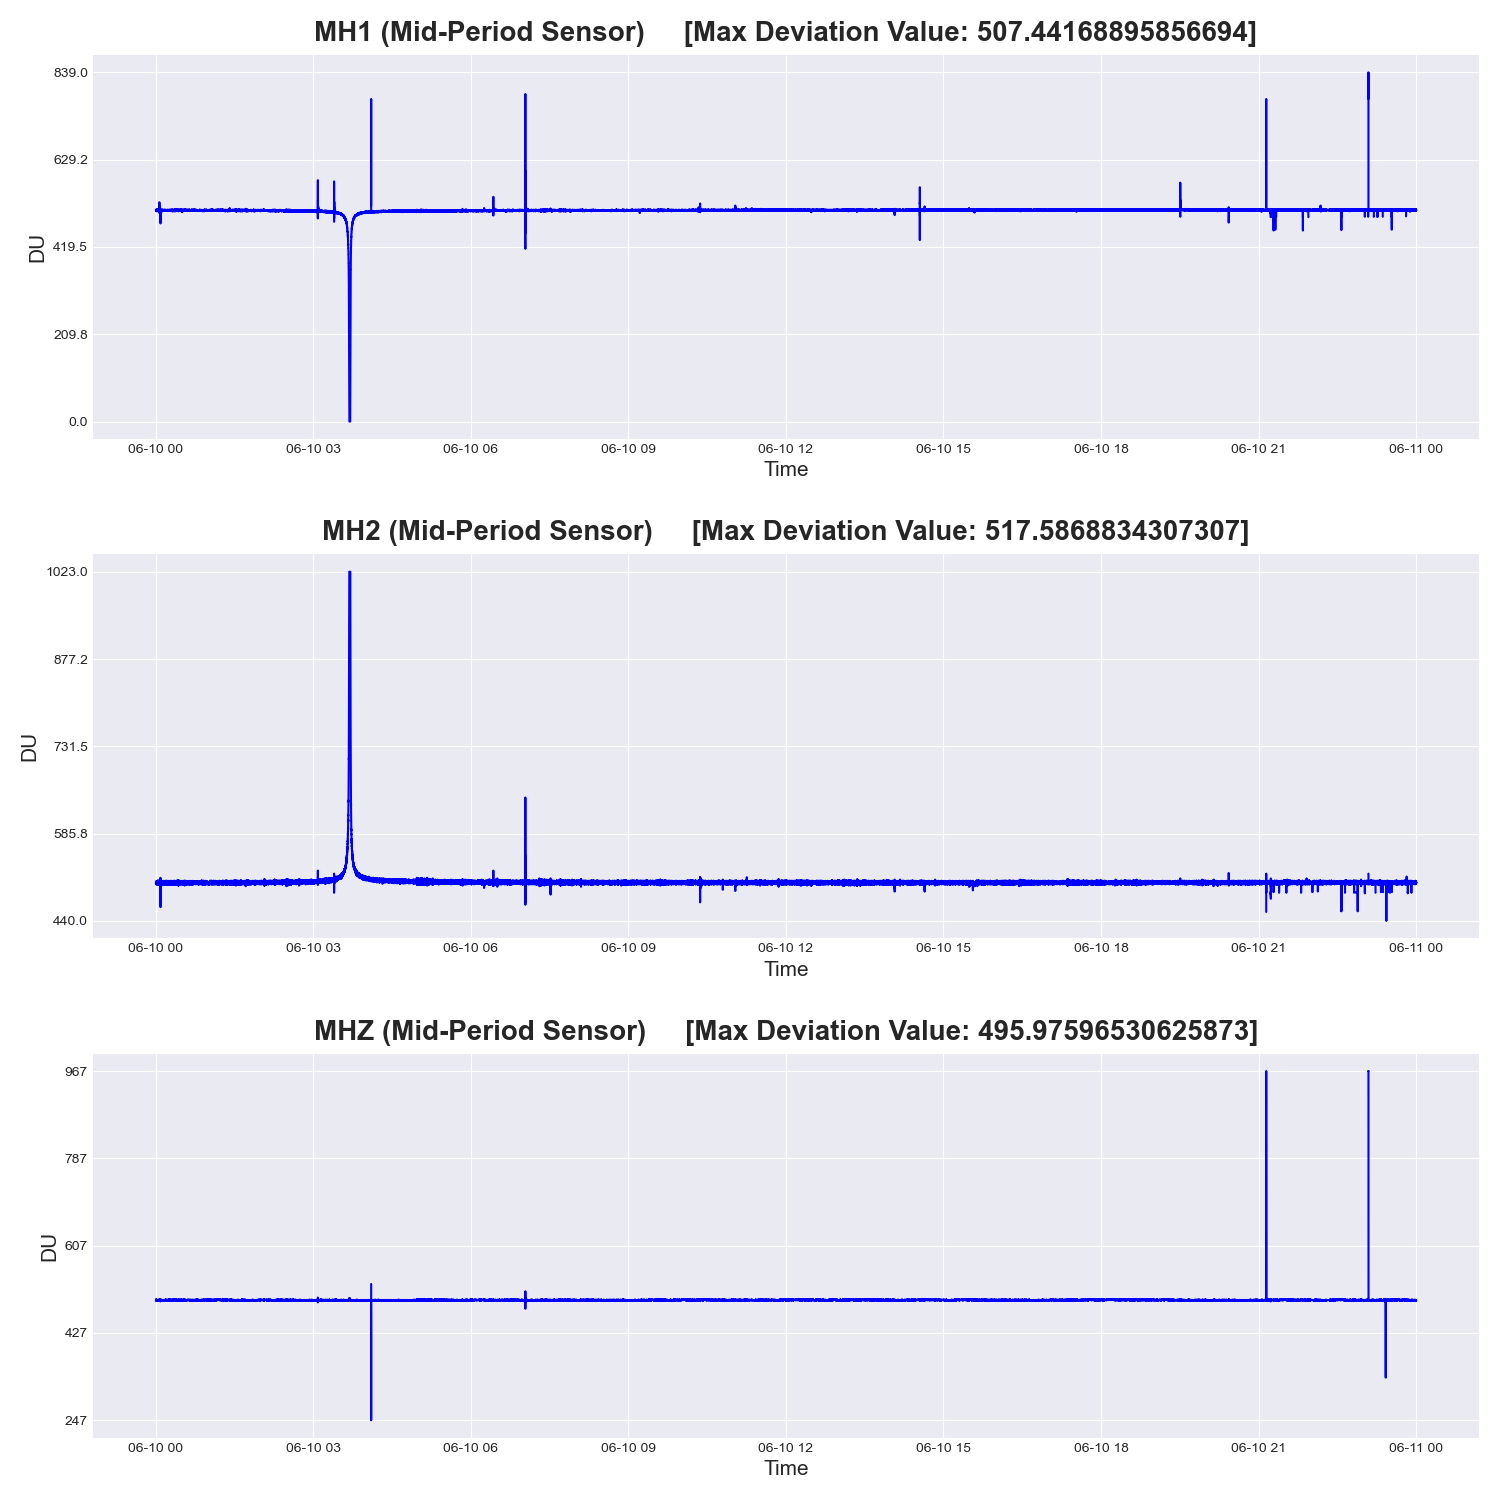 MH1 (Mid-Period Sensor) [Max Deviation Value: 507.44168895856694]
839.0
629.2
419.5
209.8
0.0
DU
06-10 00 06-10 03 06-10 06 06-10 09 06-10 12 06-10 15 06-10 18 06-10 21 06-11 00
Time
MH2 (Mid-Period Sensor) [Max Deviation Value: 517.5868834307307]
1023.0
877.2
731.5
585.8
440.0
DU
06-10 00 06-10 03 06-10 06 06-10 09 06-10 12 06-10 15 06-10 18 06-10 21 06-11 00
Time
MHZ (Mid-Period Sensor) [Max Deviation Value: 495.97596530625873]
967
787
607
427
247
DU
06-10 00 06-10 03 06-10 06 06-10 09 06-10 12 06-10 15 06-10 18 06-10 21 06-11 00
Time